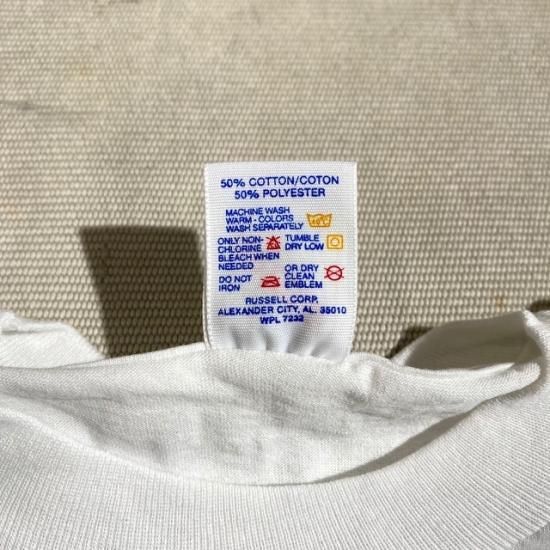 50% COTTON/COTON
50% POLYESTER
MACHINE WASH
WARM - COLORS
WASH SEPARATELY
40°C
ONLY NON-
CHLORINE
BLEACH WHEN
NEEDED
TUMBLE
DRY LOW
DO NOT
IRON
OR DRY
CLEAN
EMBLEM
RUSSELL CORP.
ALEXANDER CITY, AL. 35010
WPL 7232